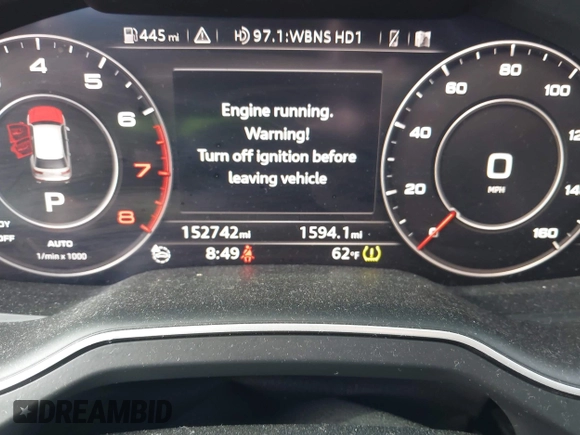 445 mi
97.1:WBNS HD1
Engine running.
Warning!
Turn off ignition before
leaving vehicle
4 5 6 7 8
P
AUTO
1/min x 1000
OFF
20 40 60 80 100 160
0
MPH
152742mi
1594.1mi
8:49
62°F
DREAMBID